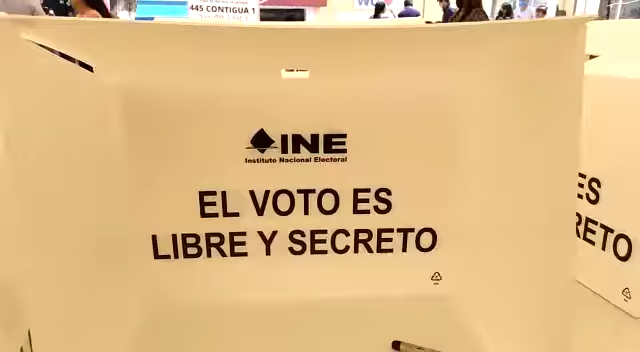 445 CONTIGUA 1
INE
Instituto Nacional Electoral
EL VOTO ES
LIBRE Y SECRETO
ES
RETO